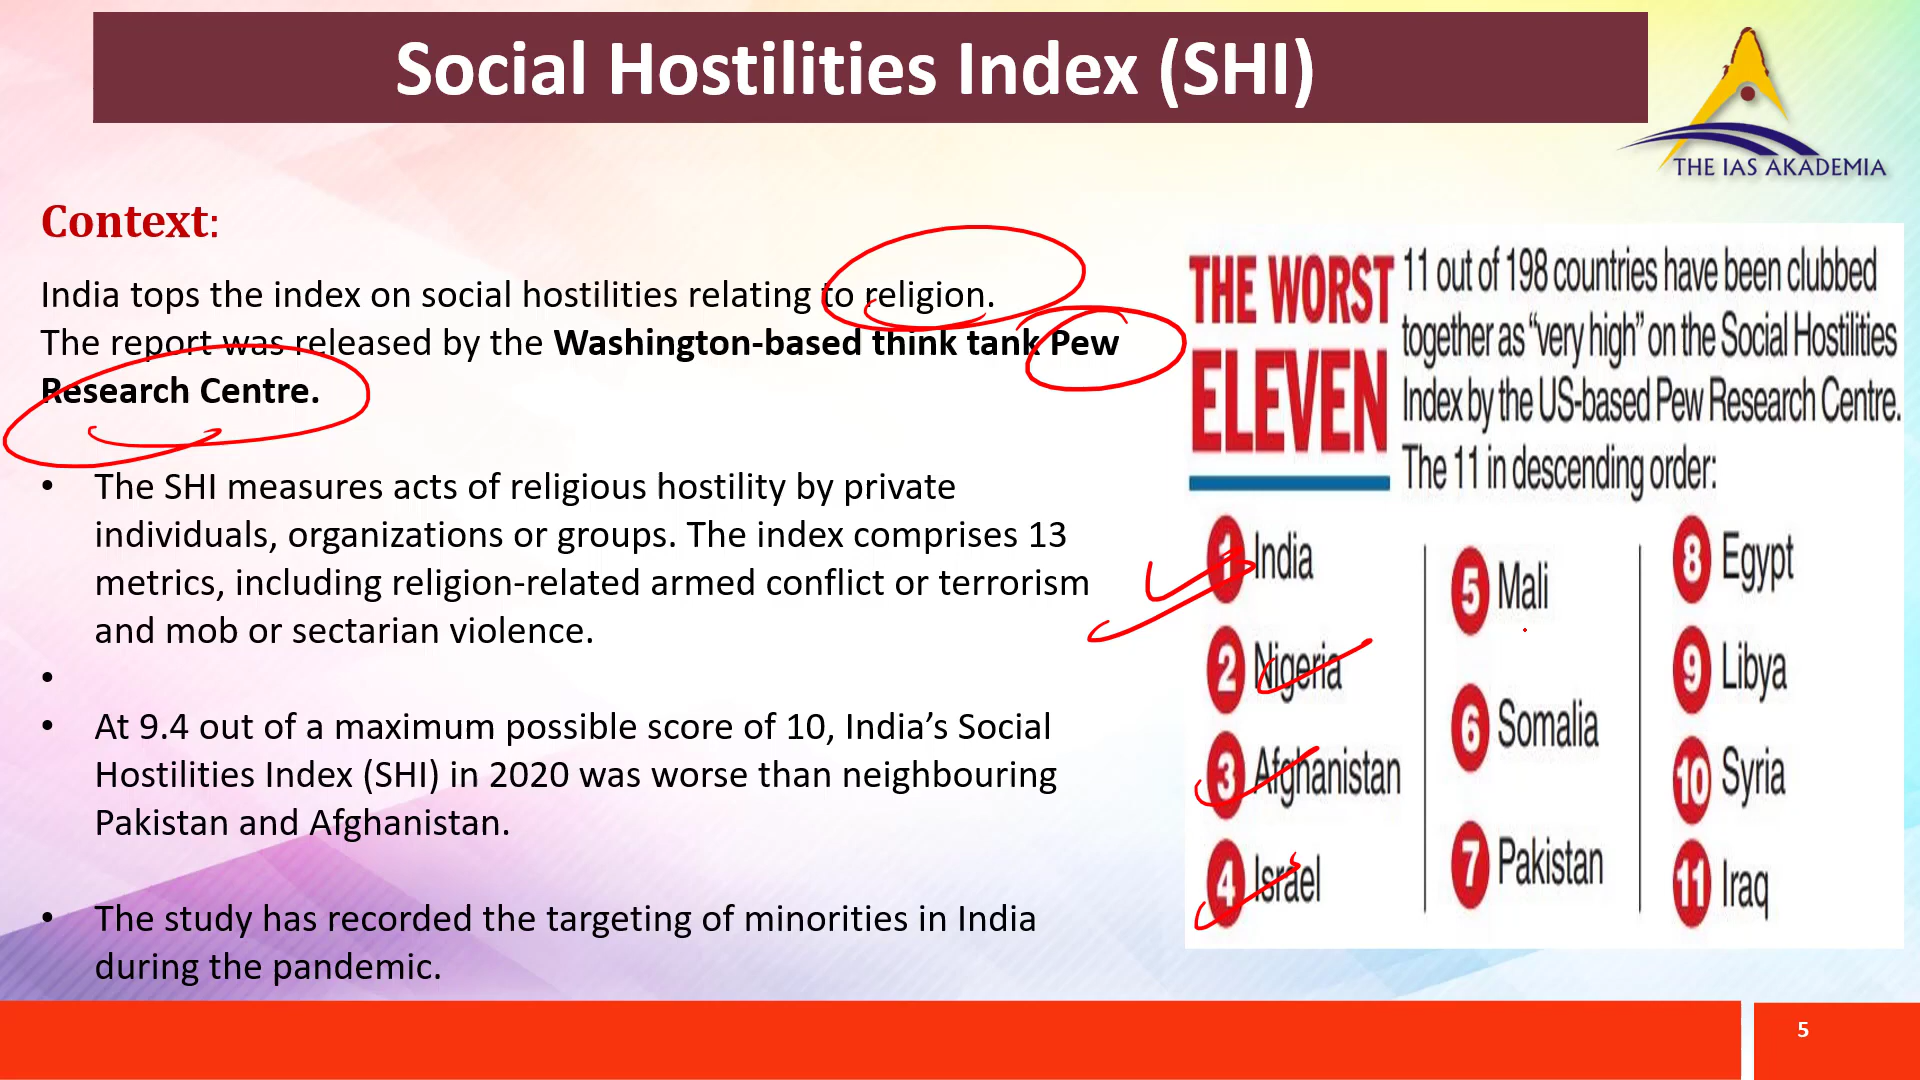 Social Hostilities Index (SHI)
THE IAS AKADEMIA
Context:
India tops the index on social hostilities relating to religion.
The report was released by the Washington-based think tank Pew
Research Centre.
• The SHI measures acts of religious hostility by private
individuals, organizations or groups. The index comprises 13
metrics, including religion-related armed conflict or terrorism
and mob or sectarian violence.
•
• At 9.4 out of a maximum possible score of 10, India’s Social
Hostilities Index (SHI) in 2020 was worse than neighbouring
Pakistan and Afghanistan.
• The study has recorded the targeting of minorities in India
during the pandemic.
THE WORST
ELEVEN
11 out of 198 countries have been clubbed
together as “very high” on the Social Hostilities
Index by the US-based Pew Research Centre.
The 11 in descending order:
1 India
2 Nigeria
3 Afghanistan
4 Israel
5 Mali
6 Somalia
7 Pakistan
8 Egypt
9 Libya
10 Syria
11 Iraq
5